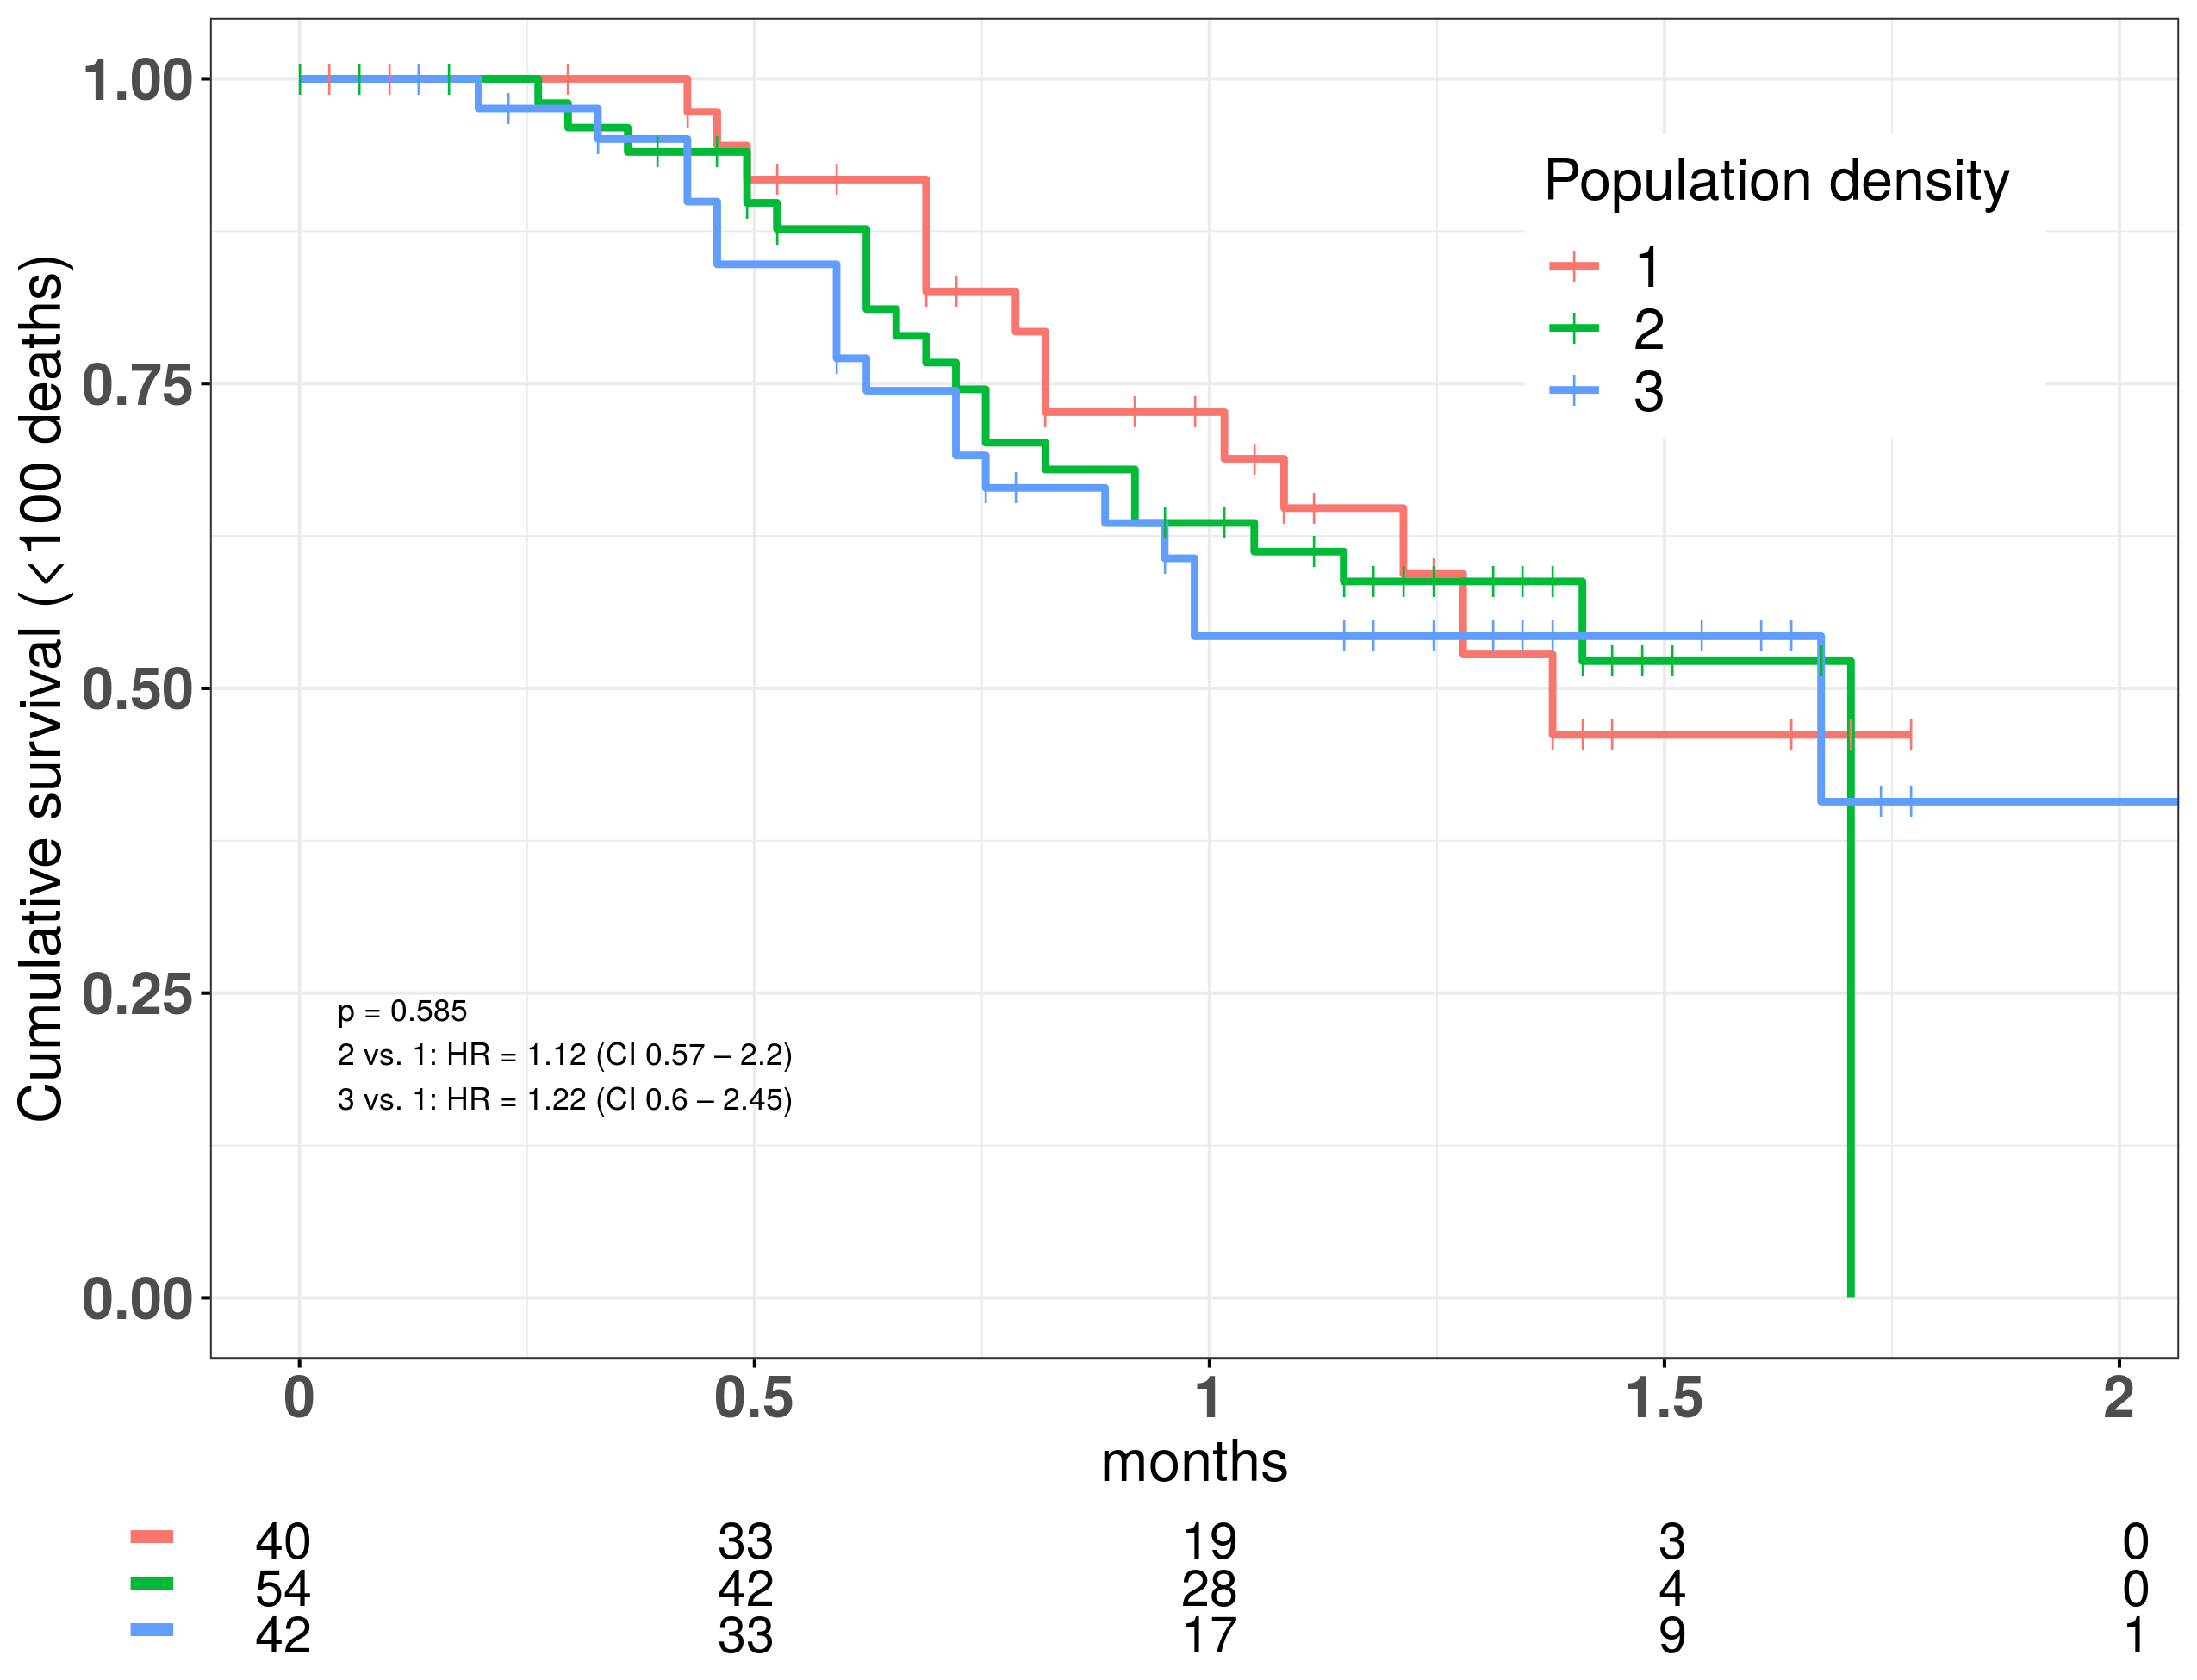 Cumulative survival (<100 deaths)
1.00
0.75
0.50
0.25
0.00
Population density
1
2
3
p = 0.585
2 vs. 1: HR = 1.12 (CI 0.57 – 2.2)
3 vs. 1: HR = 1.22 (CI 0.6 – 2.45)
0 0.5 1 1.5 2
months
40 33 19 3 0
54 42 28 4 0
42 33 17 9 1